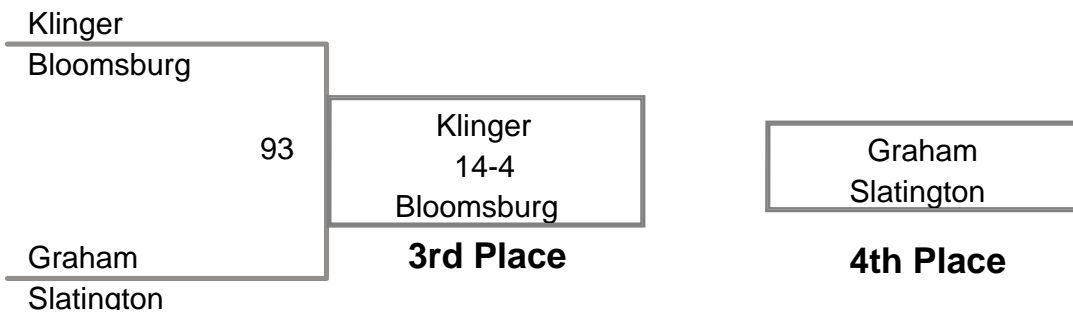 Klinger
Bloomsburg
93
Graham
Slatington
Klinger
14-4
Bloomsburg
3rd Place
Graham
Slatington
4th Place